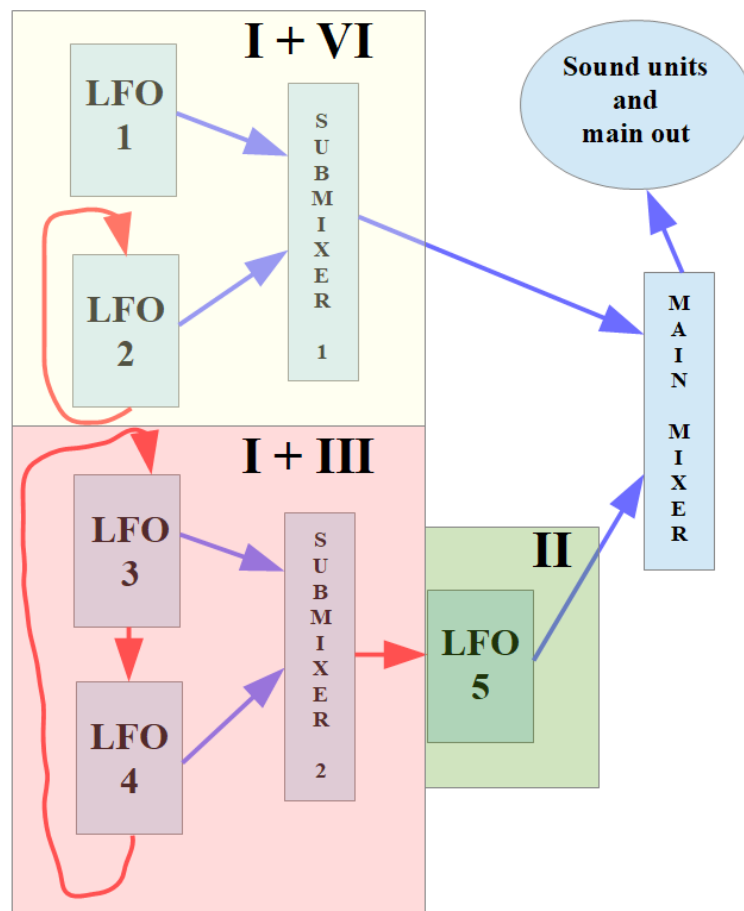 I + VI
LFO
1
SUBMIXER 1
LFO
2
Sound units
and
main out
MAIN MIXER
I + III
LFO
3
SUBMIXER 2
LFO
4
II
LFO
5